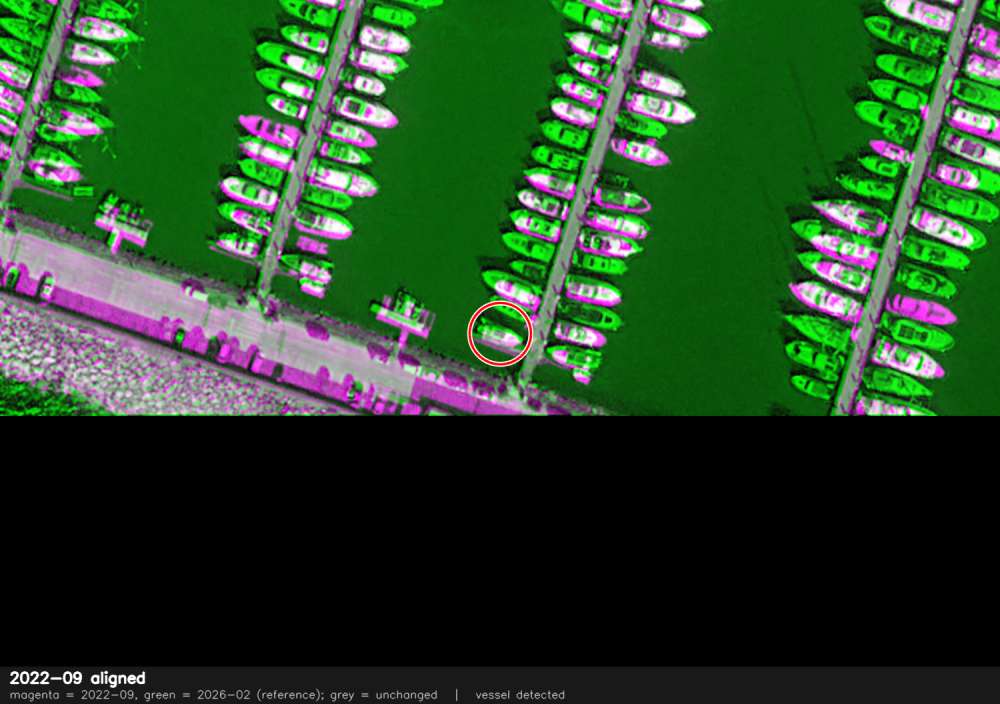 2022-09 aligned
magenta = 2022-09, green = 2026-02 (reference); grey = unchanged | vessel detected